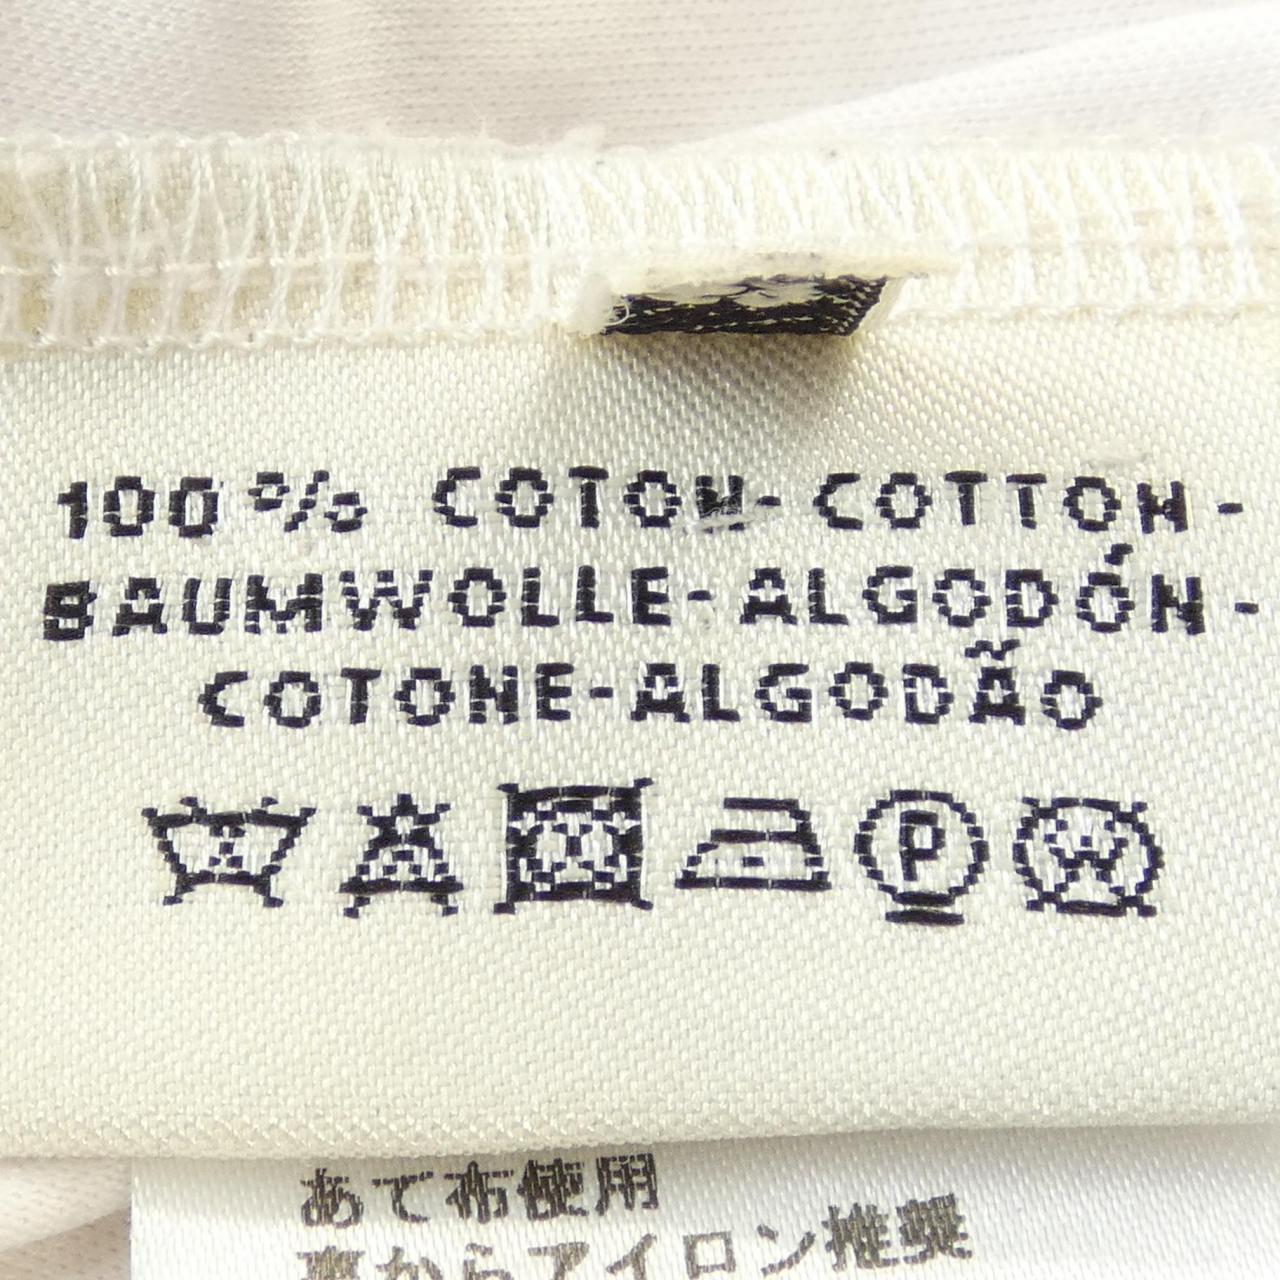 100% COTON - COTTON -
BAUMWOLLE - ALGODÓN -
COTONE - ALGODÃO
P
W
あて布使用
裏からアイロン推奨